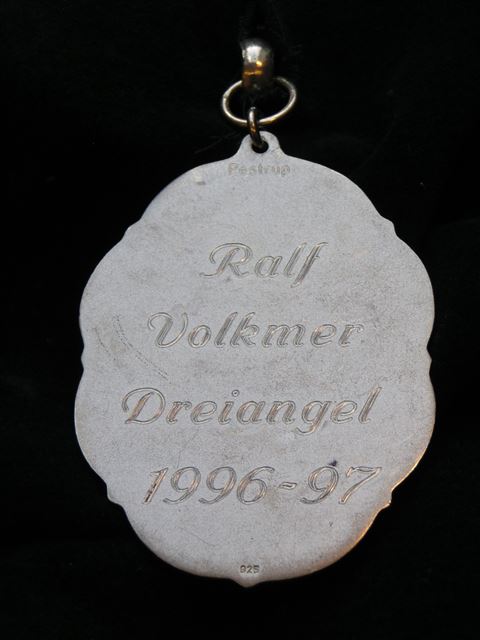 Pestrup
Ralf
Volkmer
Dreiangel
1996-97
925